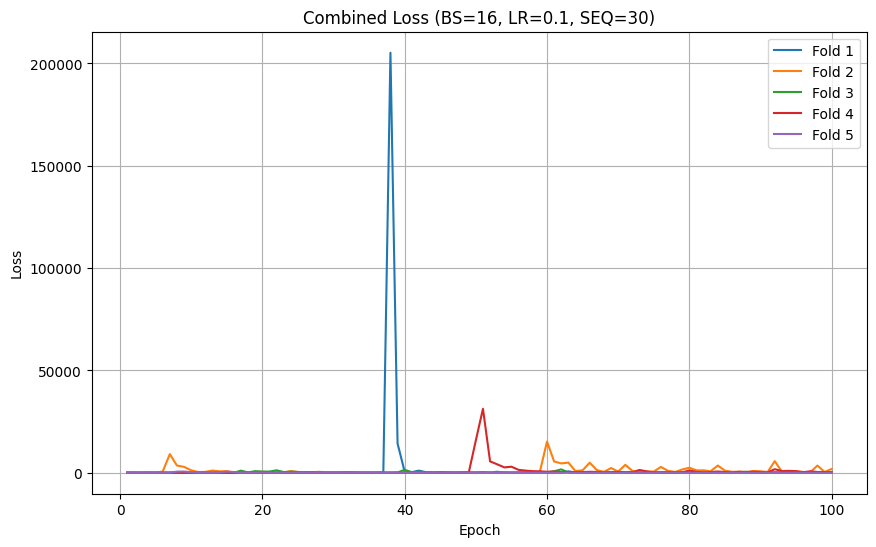 Combined Loss (BS=16, LR=0.1, SEQ=30)
Fold 1
Fold 2
Fold 3
Fold 4
Fold 5
Loss
200000
150000
100000
50000
0
0 20 40 60 80 100
Epoch